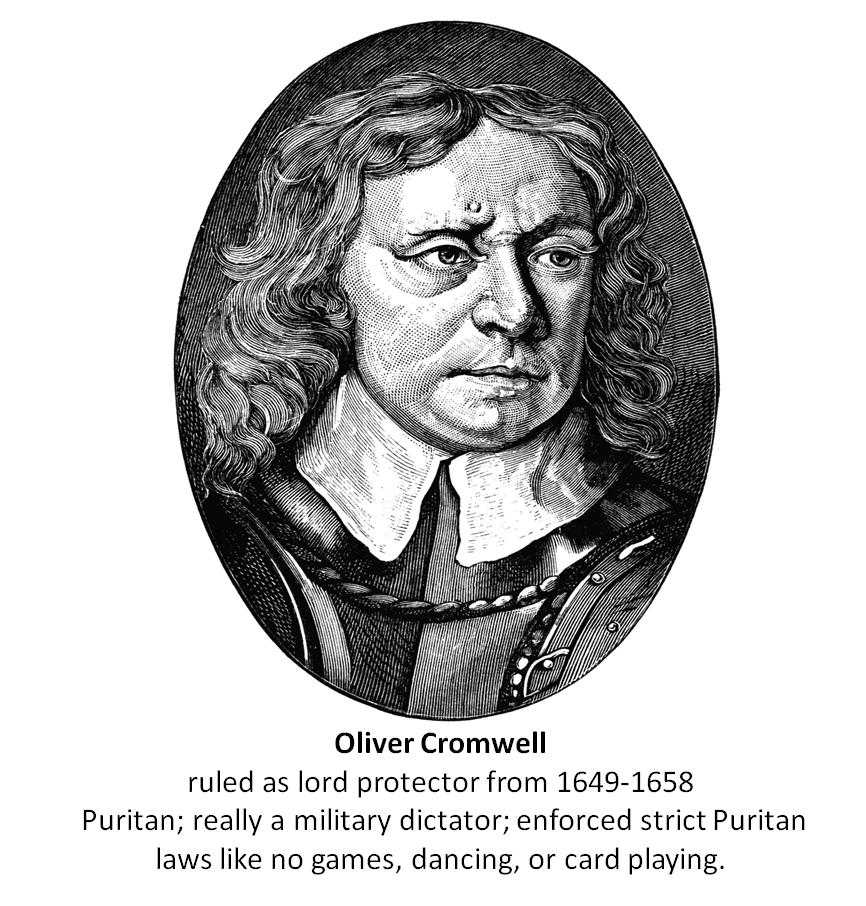 Oliver Cromwell
ruled as lord protector from 1649-1658
Puritan; really a military dictator; enforced strict Puritan
laws like no games, dancing, or card playing.